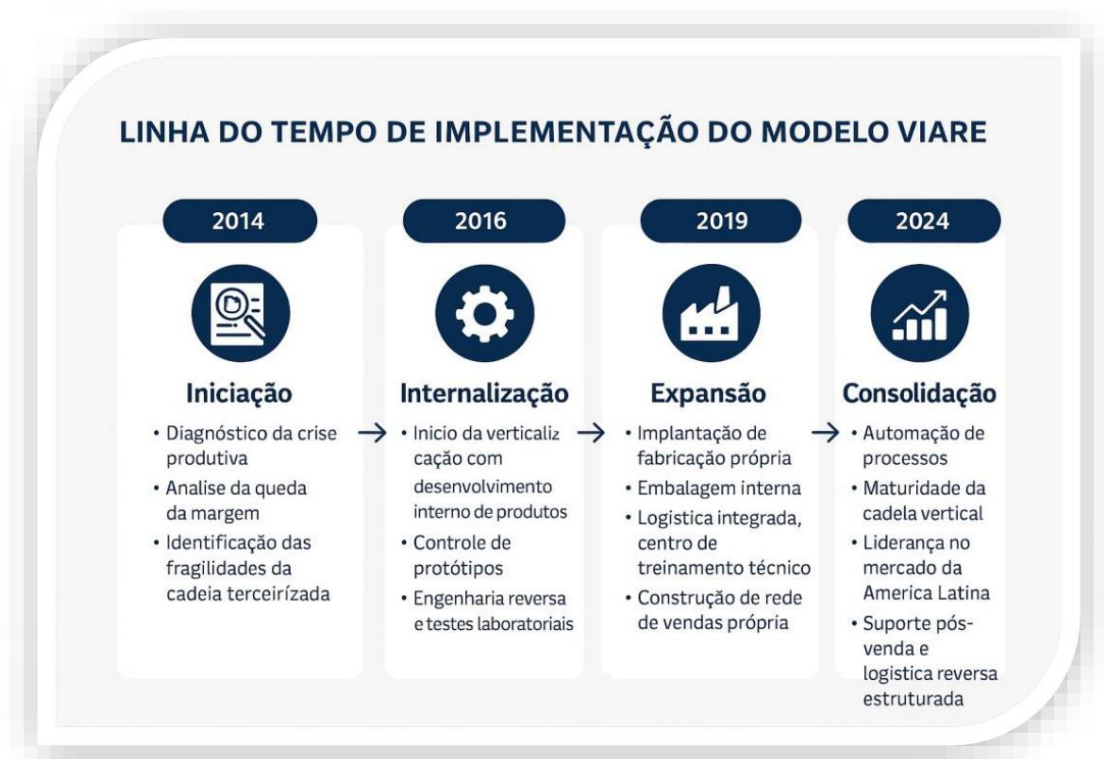 LINHA DO TEMPO DE IMPLEMENTAÇÃO DO MODELO VIARE
2014
Iniciação
• Diagnóstico da crise
produtiva
• Analise da queda
da margem
• Identificação das
fragilidades da
cadeia terceirízada
2016
Internalização
• Inicio da verticaliz
cação com
desenvolvimento
interno de produtos
• Controle de
protótipos
• Engenharia reversa
e testes laboratoriais
2019
Expansão
• Implantação de
fabricação própria
• Embalagem interna
• Logistica integrada,
centro de
treinamento técnico
• Construção de rede
de vendas própria
2024
Consolidação
• Automação de
processos
• Maturidade da
cadela vertical
• Liderança no
mercado da
America Latina
• Suporte pós-
venda e
logistica reversa
estruturada